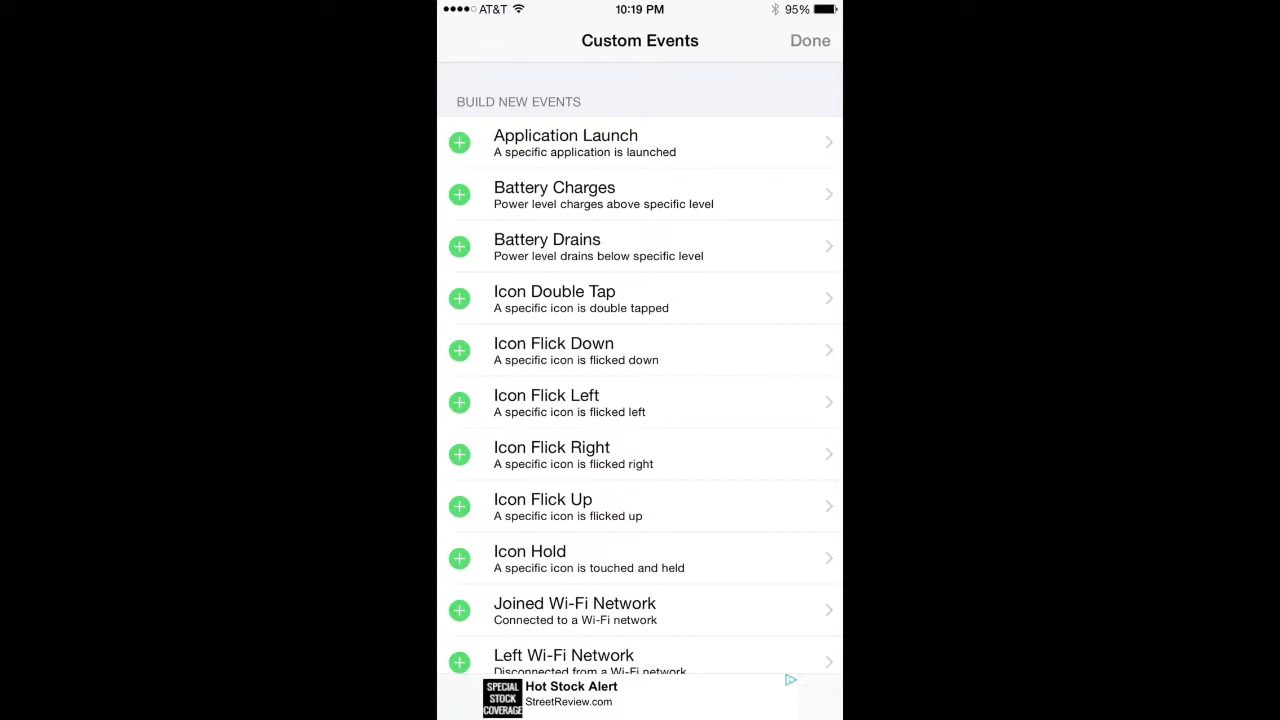 AT&T 10:19 PM 95%
Custom Events Done
BUILD NEW EVENTS
Application Launch
A specific application is launched
Battery Charges
Power level charges above specific level
Battery Drains
Power level drains below specific level
Icon Double Tap
A specific icon is double tapped
Icon Flick Down
A specific icon is flicked down
Icon Flick Left
A specific icon is flicked left
Icon Flick Right
A specific icon is flicked right
Icon Flick Up
A specific icon is flicked up
Icon Hold
A specific icon is touched and held
Joined Wi-Fi Network
Connected to a Wi-Fi network
Left Wi-Fi Network
Disconnected from a Wi-Fi network
SPECIAL
STOCK
COVERAGE
Hot Stock Alert
StreetReview.com